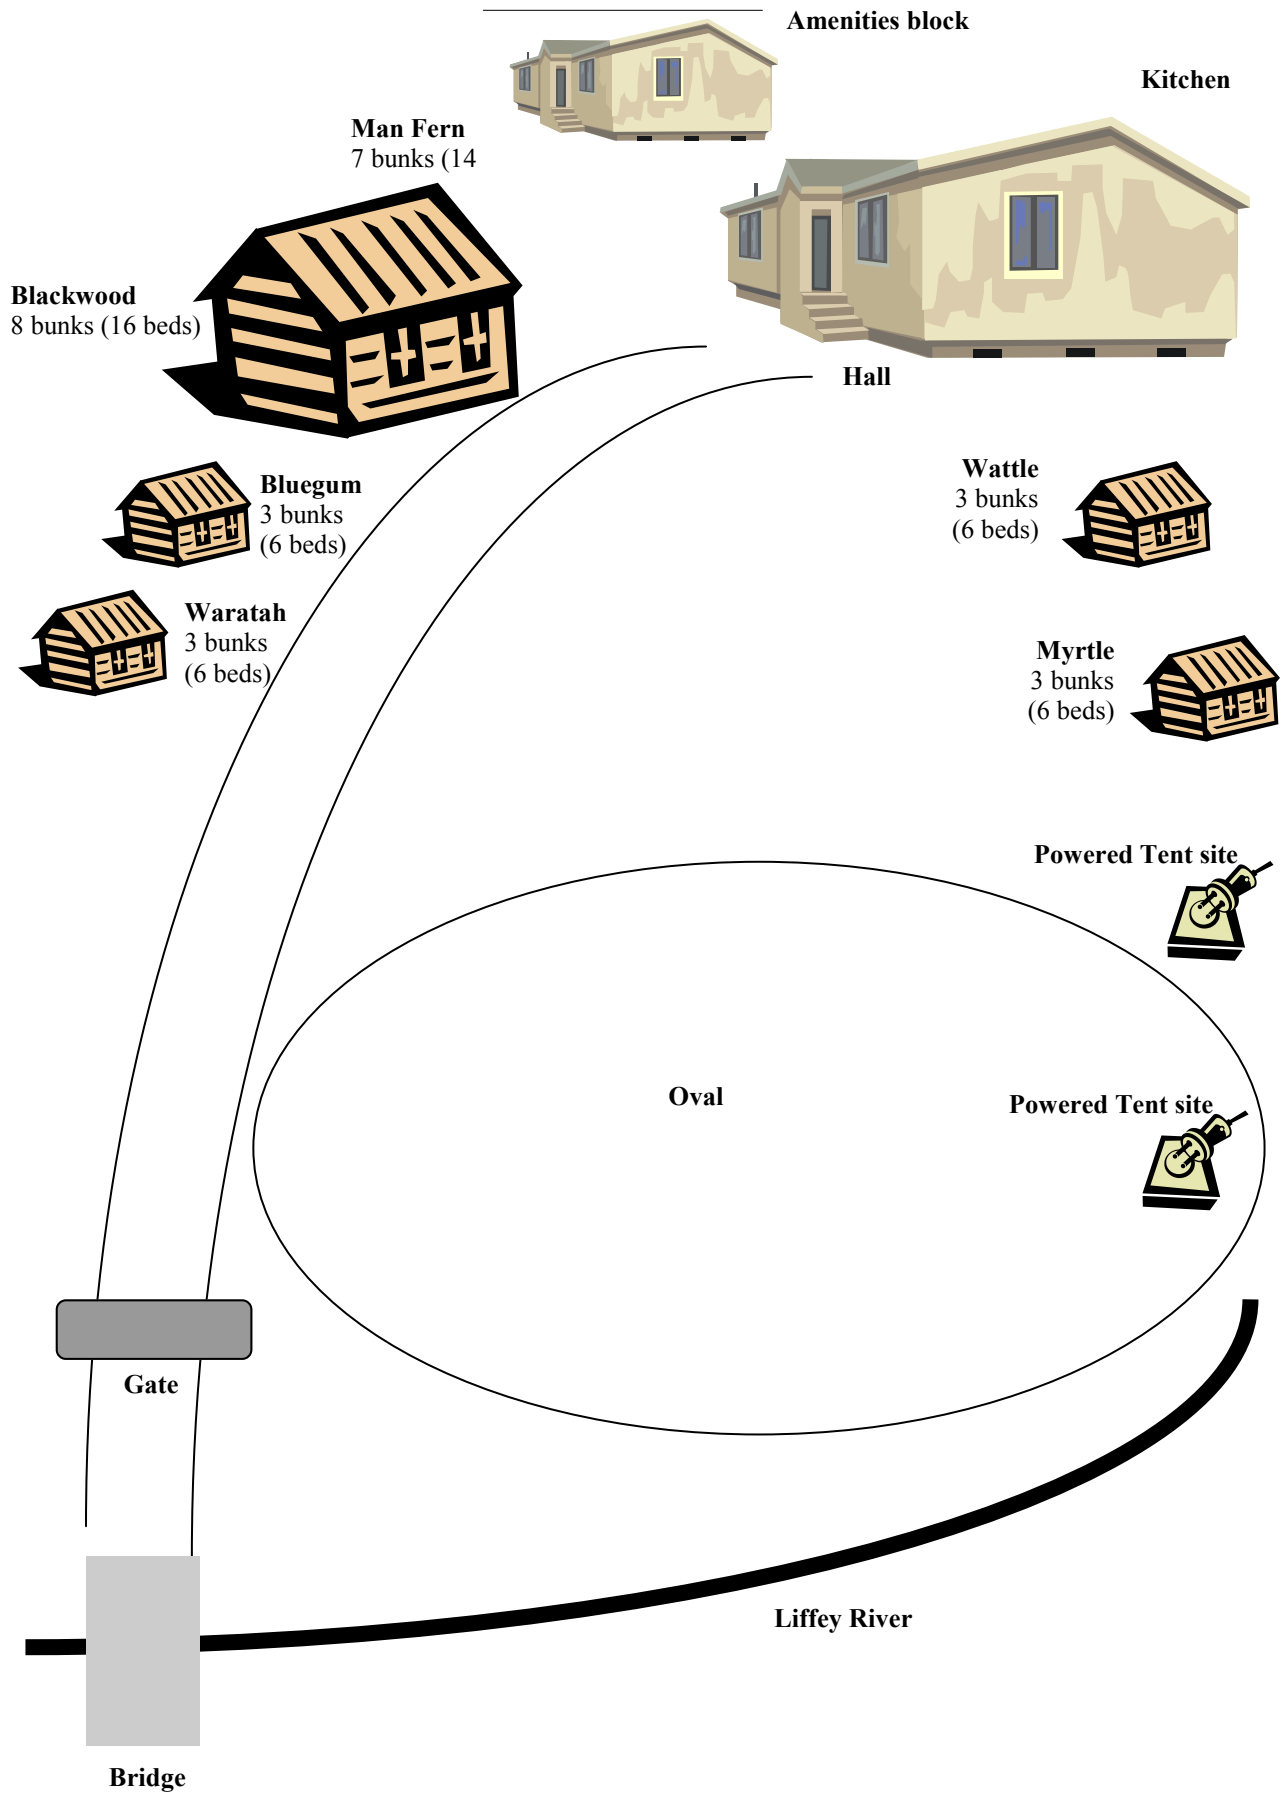 Amenities block
Kitchen
Man Fern
7 bunks (14
Blackwood
8 bunks (16 beds)
Hall
Bluegum
3 bunks
(6 beds)
Wattle
3 bunks
(6 beds)
Waratah
3 bunks
(6 beds)
Myrtle
3 bunks
(6 beds)
Powered Tent site
Oval
Powered Tent site
Gate
Liffey River
Bridge